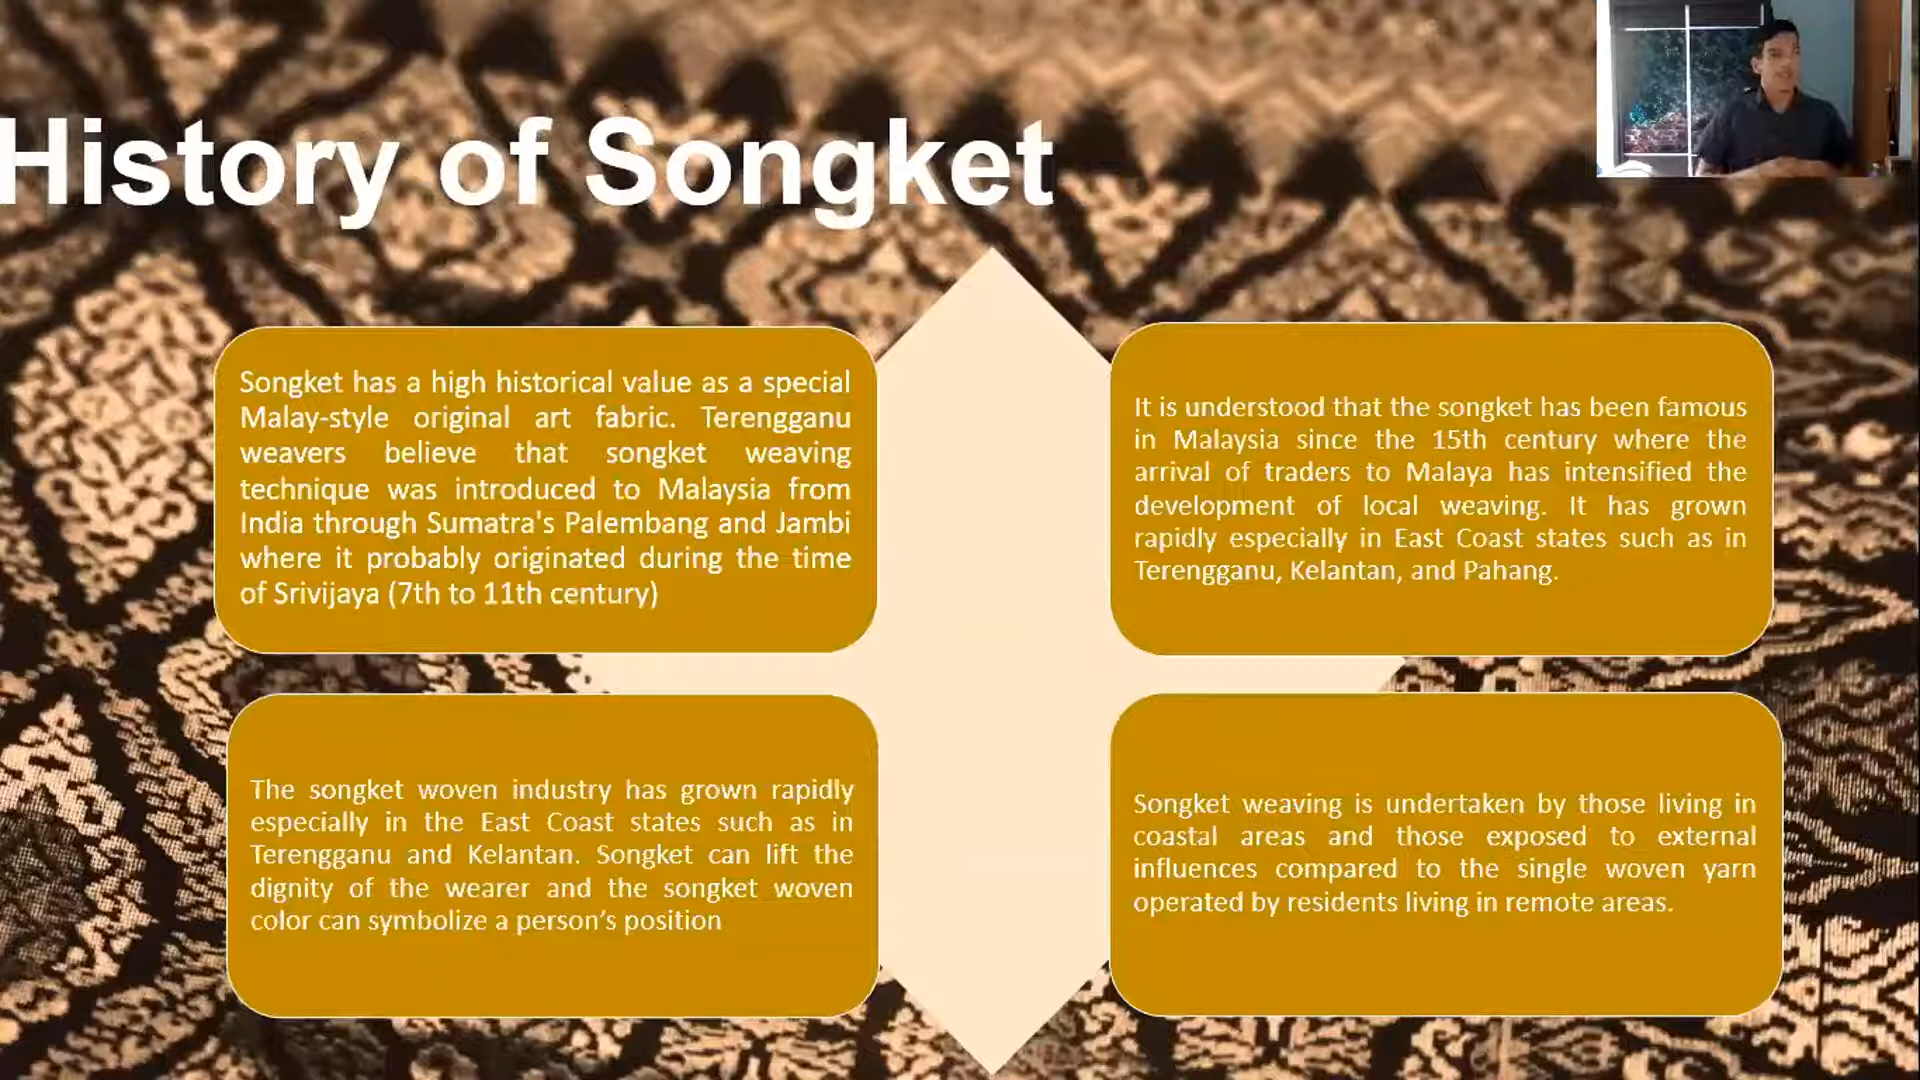 History of Songket
Songket has a high historical value as a special
Malay-style original art fabric. Terengganu
weavers believe that songket weaving
technique was introduced to Malaysia from
India through Sumatra's Palembang and Jambi
where it probably originated during the time
of Srivijaya (7th to 11th century)
It is understood that the songket has been famous
in Malaysia since the 15th century where the
arrival of traders to Malaya has intensified the
development of local weaving. It has grown
rapidly especially in East Coast states such as in
Terengganu, Kelantan, and Pahang.
The songket woven industry has grown rapidly
especially in the East Coast states such as in
Terengganu and Kelantan. Songket can lift the
dignity of the wearer and the songket woven
color can symbolize a person’s position
Songket weaving is undertaken by those living in
coastal areas and those exposed to external
influences compared to the single woven yarn
operated by residents living in remote areas.